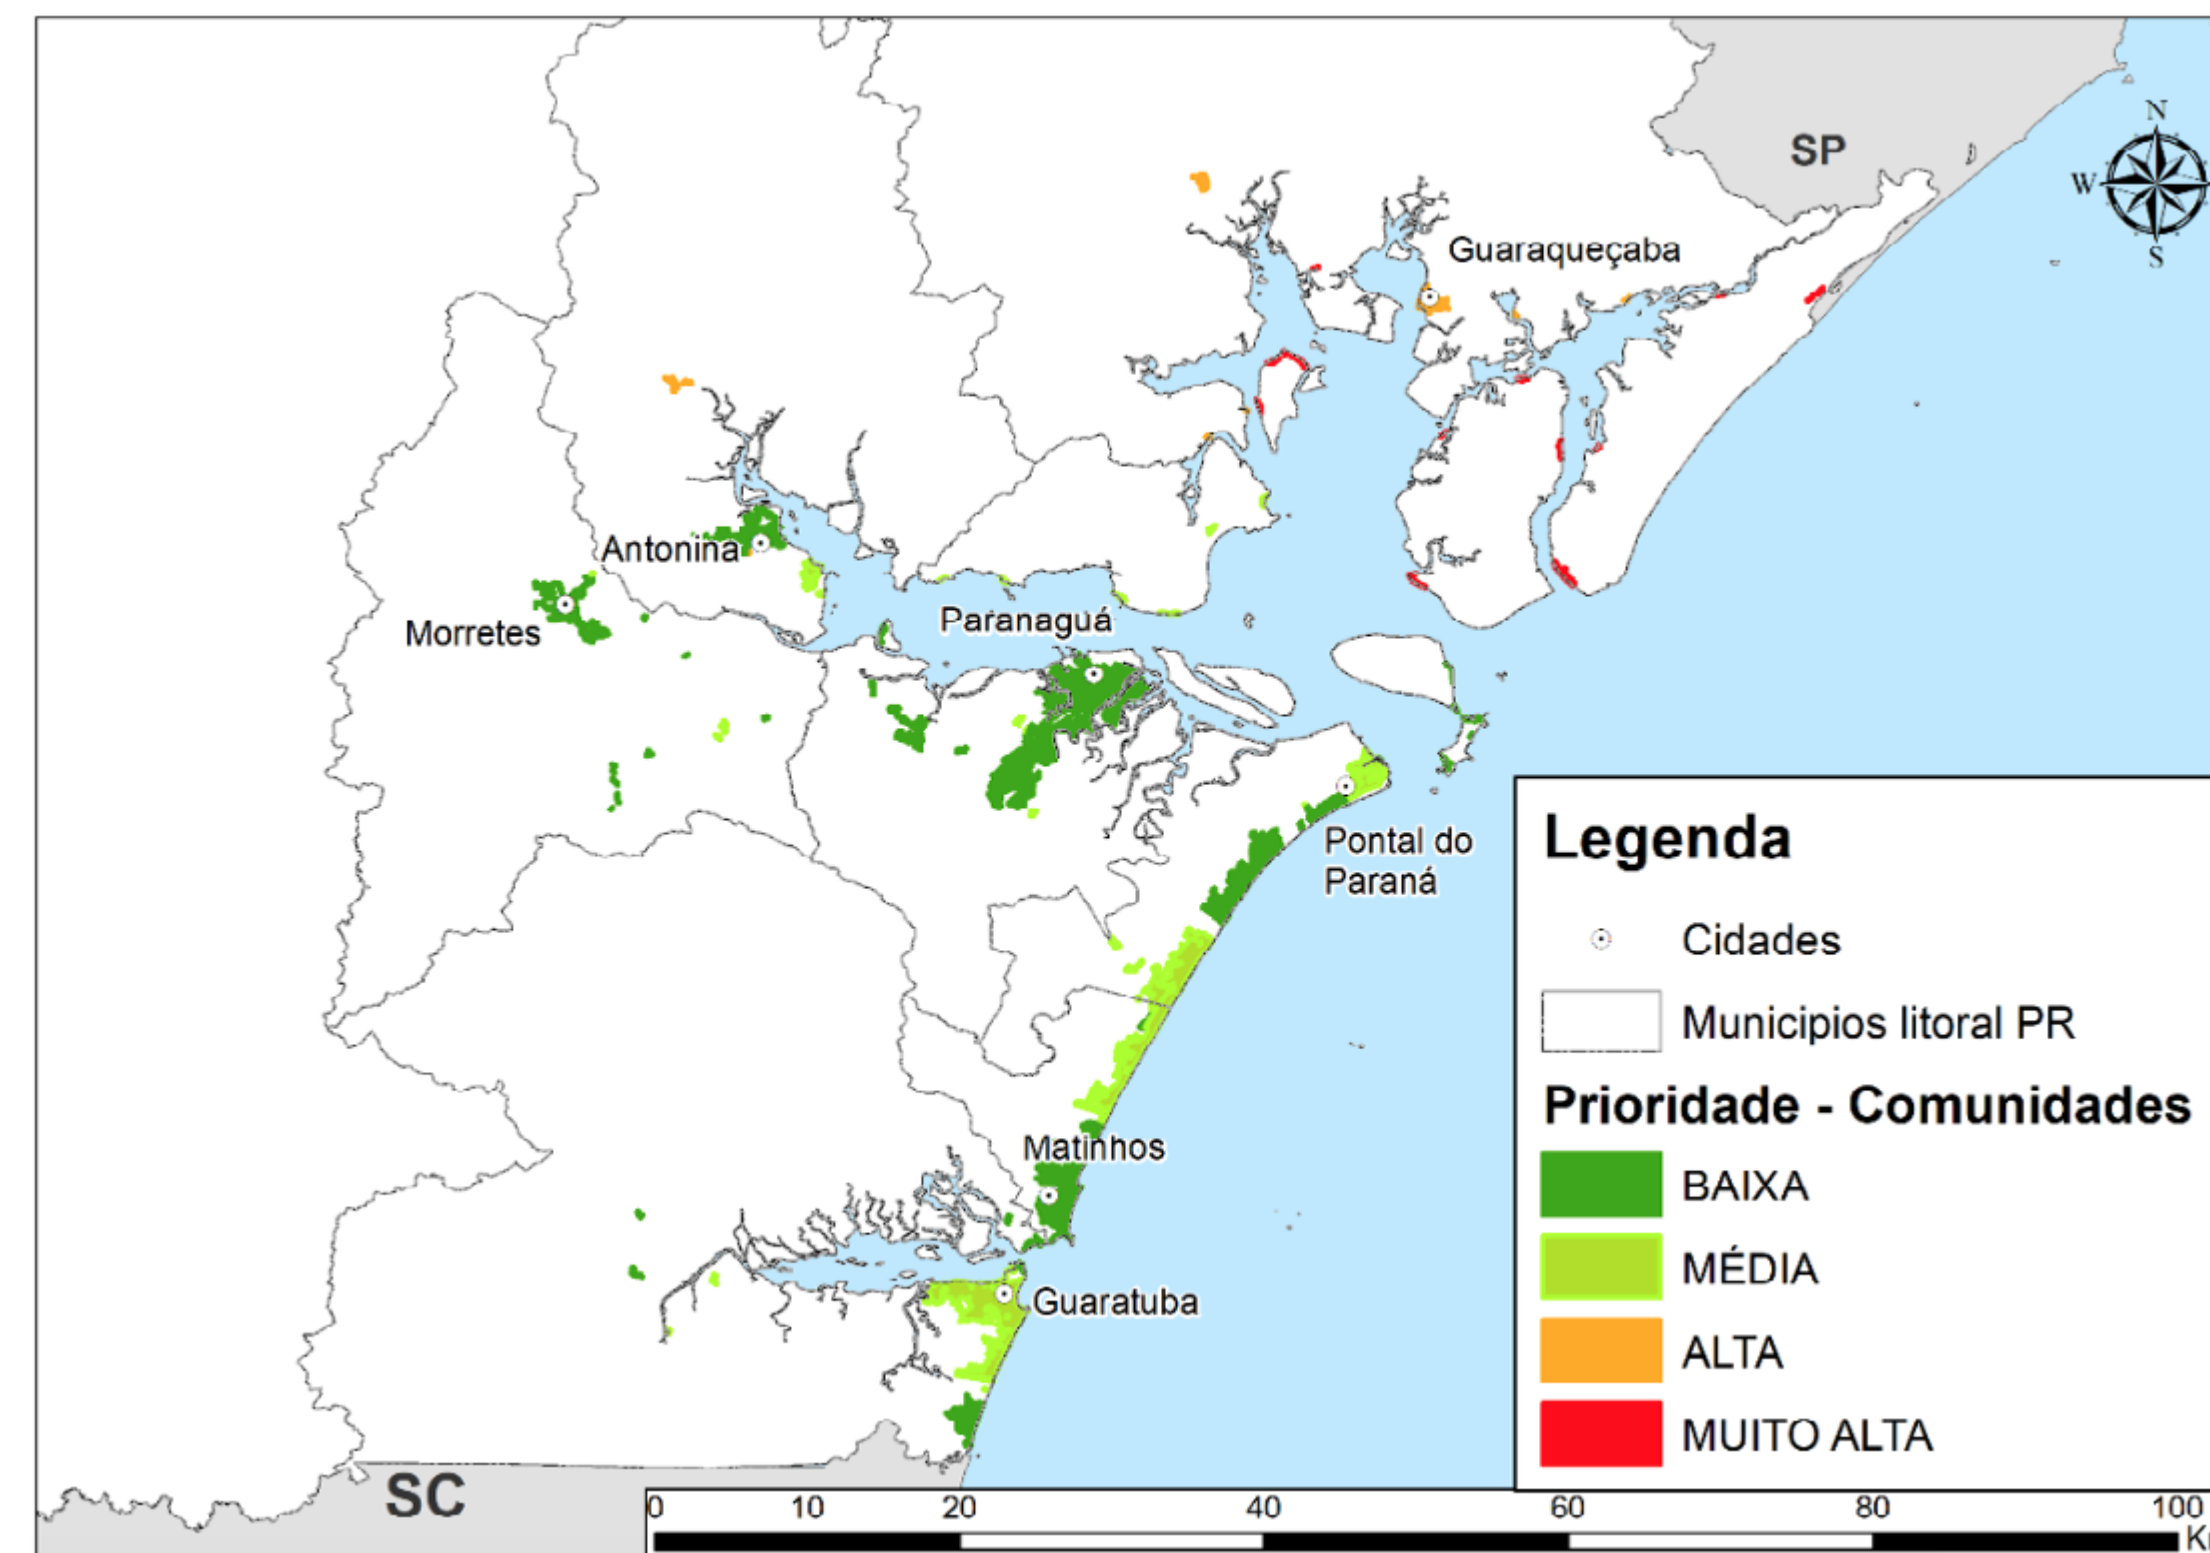 SP
N
W
S
Guaraqueçaba
Antonina
Morretes
Paranaguá
Pontal do
Paraná
Matinhos
Guaratuba
SC
Legenda
Cidades
Municipios litoral PR
Prioridade - Comunidades
BAIXA
MÉDIA
ALTA
MUITO ALTA
0 10 20 40 60 80 100